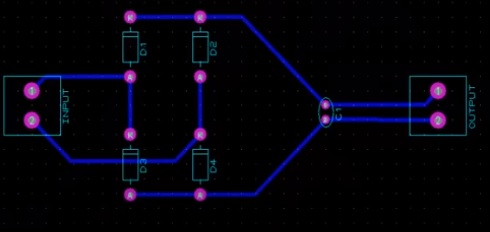 K K
D1 D2
A A
1 1
INPUT OUTPUT
C1
2 2
K K
D3 D4
A A